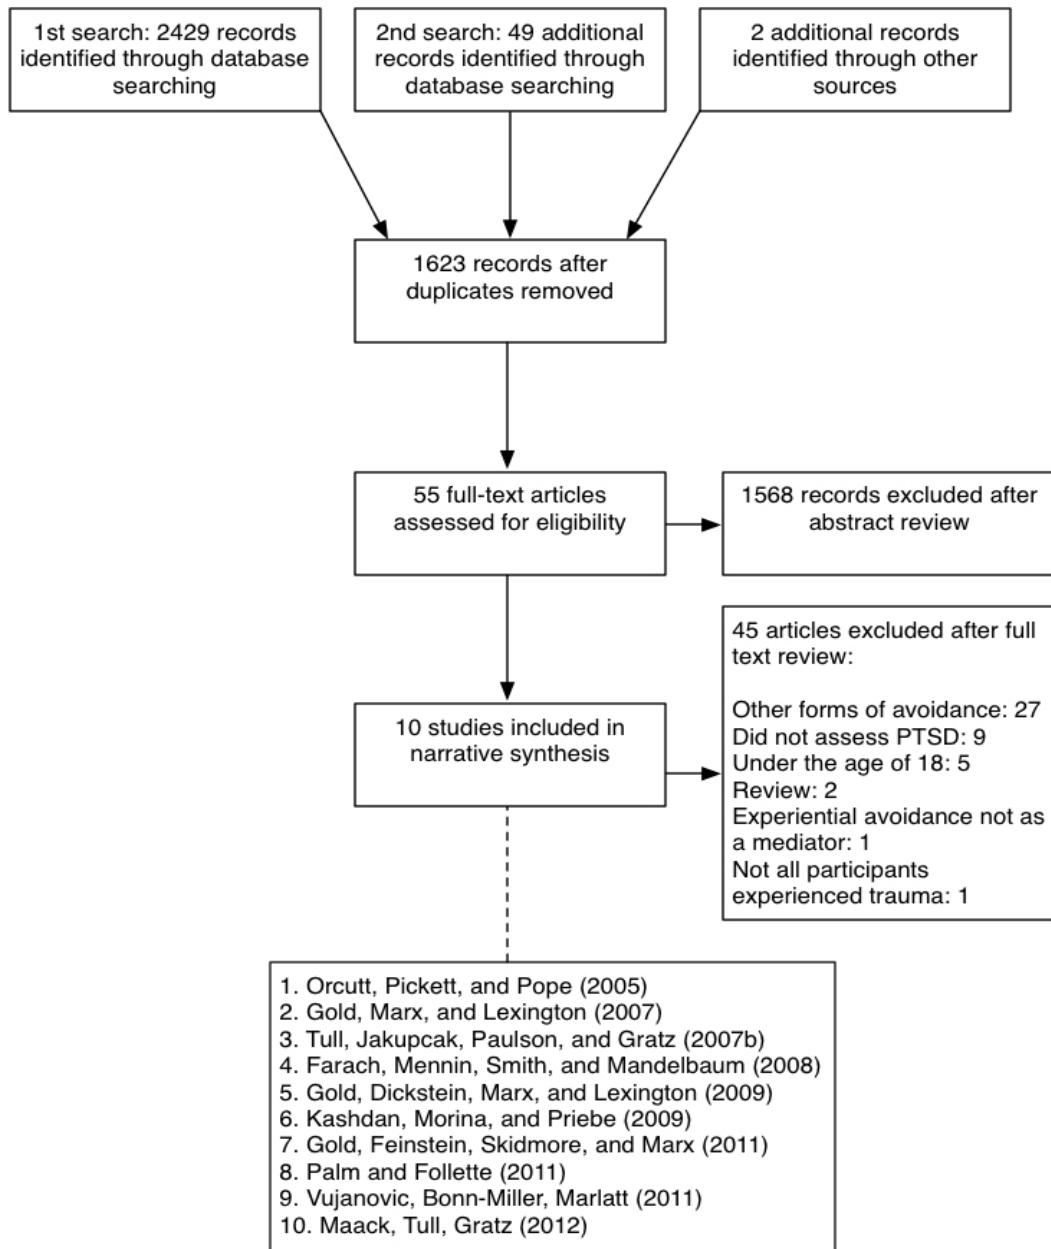 1st search: 2429 records
identified through database
searching
2nd search: 49 additional
records identified through
database searching
2 additional records
identified through other
sources
1623 records after
duplicates removed
55 full-text articles
assessed for eligibility
1568 records excluded after
abstract review
45 articles excluded after full
text review:
Other forms of avoidance: 27
Did not assess PTSD: 9
Under the age of 18: 5
Review: 2
Experiential avoidance not as
a mediator: 1
Not all participants
experienced trauma: 1
10 studies included in
narrative synthesis
1. Orcutt, Pickett, and Pope (2005)
2. Gold, Marx, and Lexington (2007)
3. Tull, Jakupcak, Paulson, and Gratz (2007b)
4. Farach, Mennin, Smith, and Mandelbaum (2008)
5. Gold, Dickstein, Marx, and Lexington (2009)
6. Kashdan, Morina, and Priebe (2009)
7. Gold, Feinstein, Skidmore, and Marx (2011)
8. Palm and Follette (2011)
9. Vujanovic, Bonn-Miller, Marlatt (2011)
10. Maack, Tull, Gratz (2012)